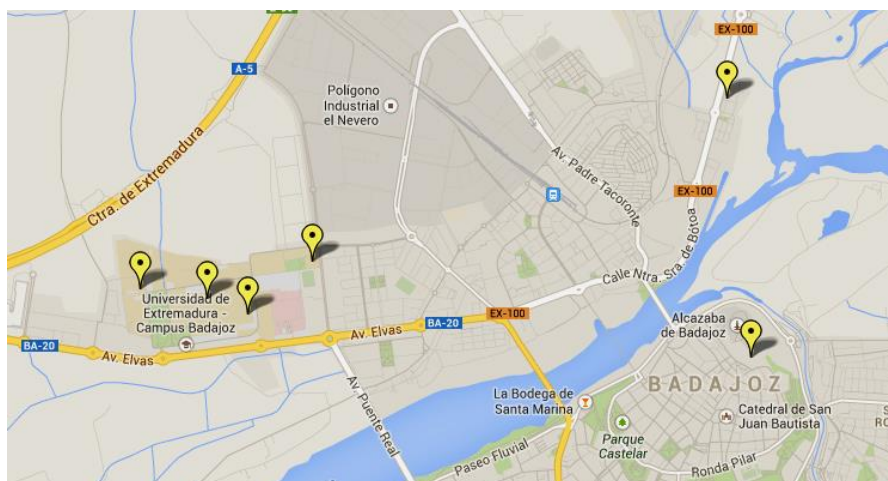 EX-100
A-5
Polígono
Industrial
el Nevero
Ctra. de Extremadura
Av. Padre Tacoronte
EX-100
Calle Ntra. Sra. de Bótoa
Universidad de
Extremadura -
Campus Badajoz
EX-100
BA-20
Av. Elvas
Alcazaba
de Badajoz
BA-20
Av. Elvas
BADAJOZ
Av. Puente Real
La Bodega de
Santa Marina
Catedral de San
Juan Bautista
Parque
Castelar
Paseo Fluvial
Ronda Pilar